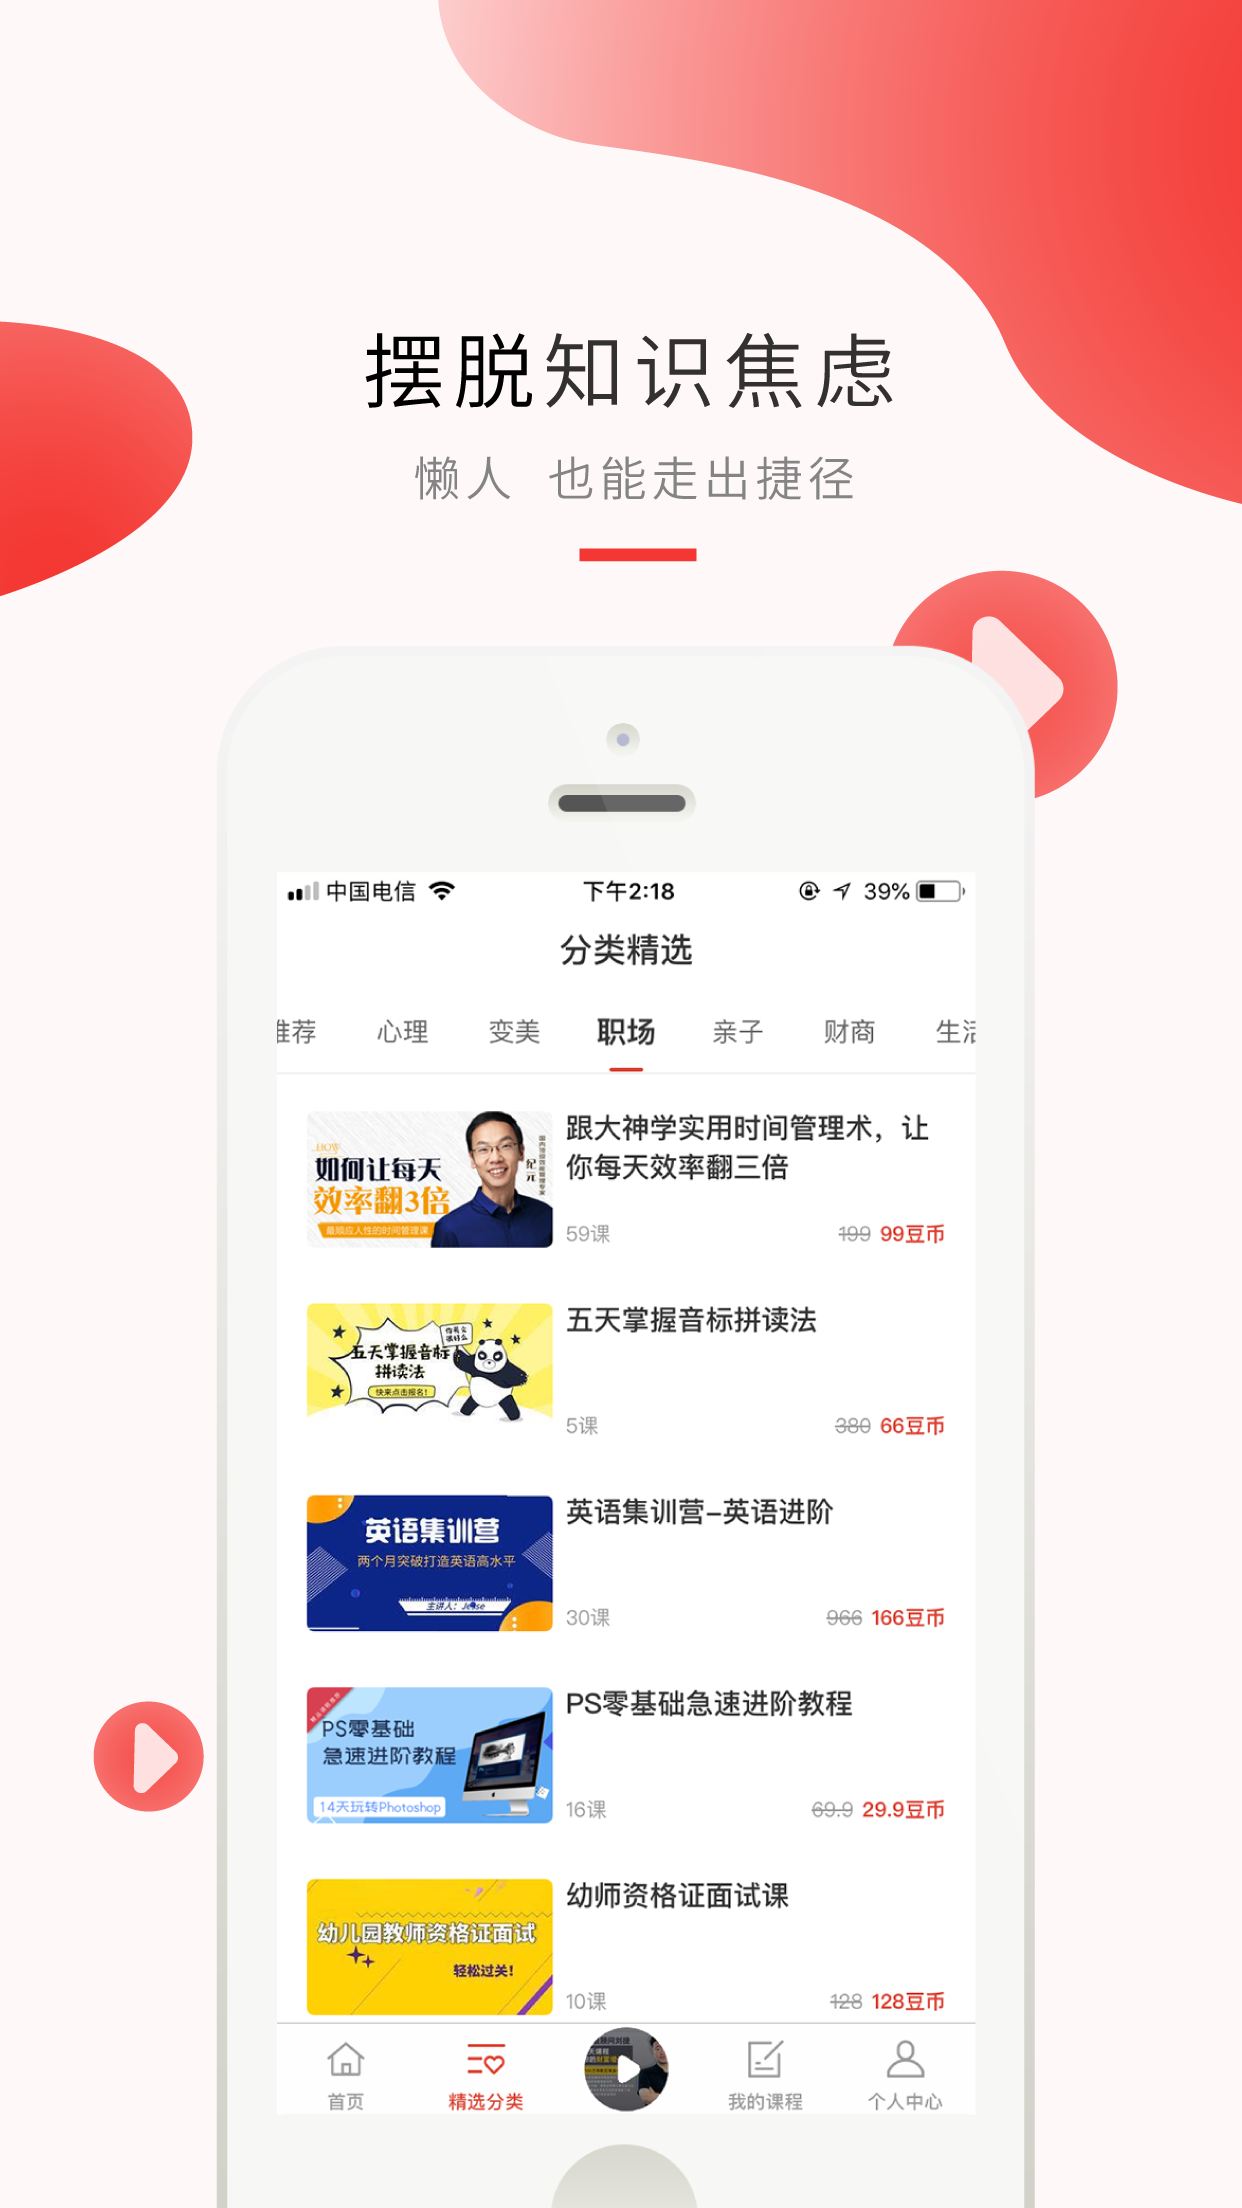 摆脱知识焦虑
懒人 也能走出捷径
中国电信
下午2:18
39%
分类精选
推荐 心理 变美 职场 亲子 财商 生活
HOW
如何让每天
效率翻3倍
最顺应人性的时间管理课
纪元
跟大神学实用时间管理术，让
你每天效率翻三倍
59课
199 99豆币
五天掌握音标
拼读法
快来点击报名！
五天掌握音标拼读法
5课
380 66豆币
英语集训营
两个月突破打造英语高水平
主讲人：Jesse
英语集训营–英语进阶
30课
966 166豆币
PS零基础
急速进阶教程
14天玩转Photoshop
PS零基础急速进阶教程
16课
69.9 29.9豆币
幼儿园教师资格证面试
轻松过关！
幼师资格证面试课
10课
128 128豆币
首页 精选分类 我的课程 个人中心